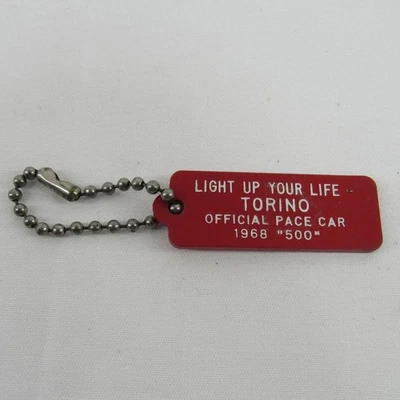 LIGHT UP YOUR LIFE --
TORINO
OFFICIAL PACE CAR
1968 "500"